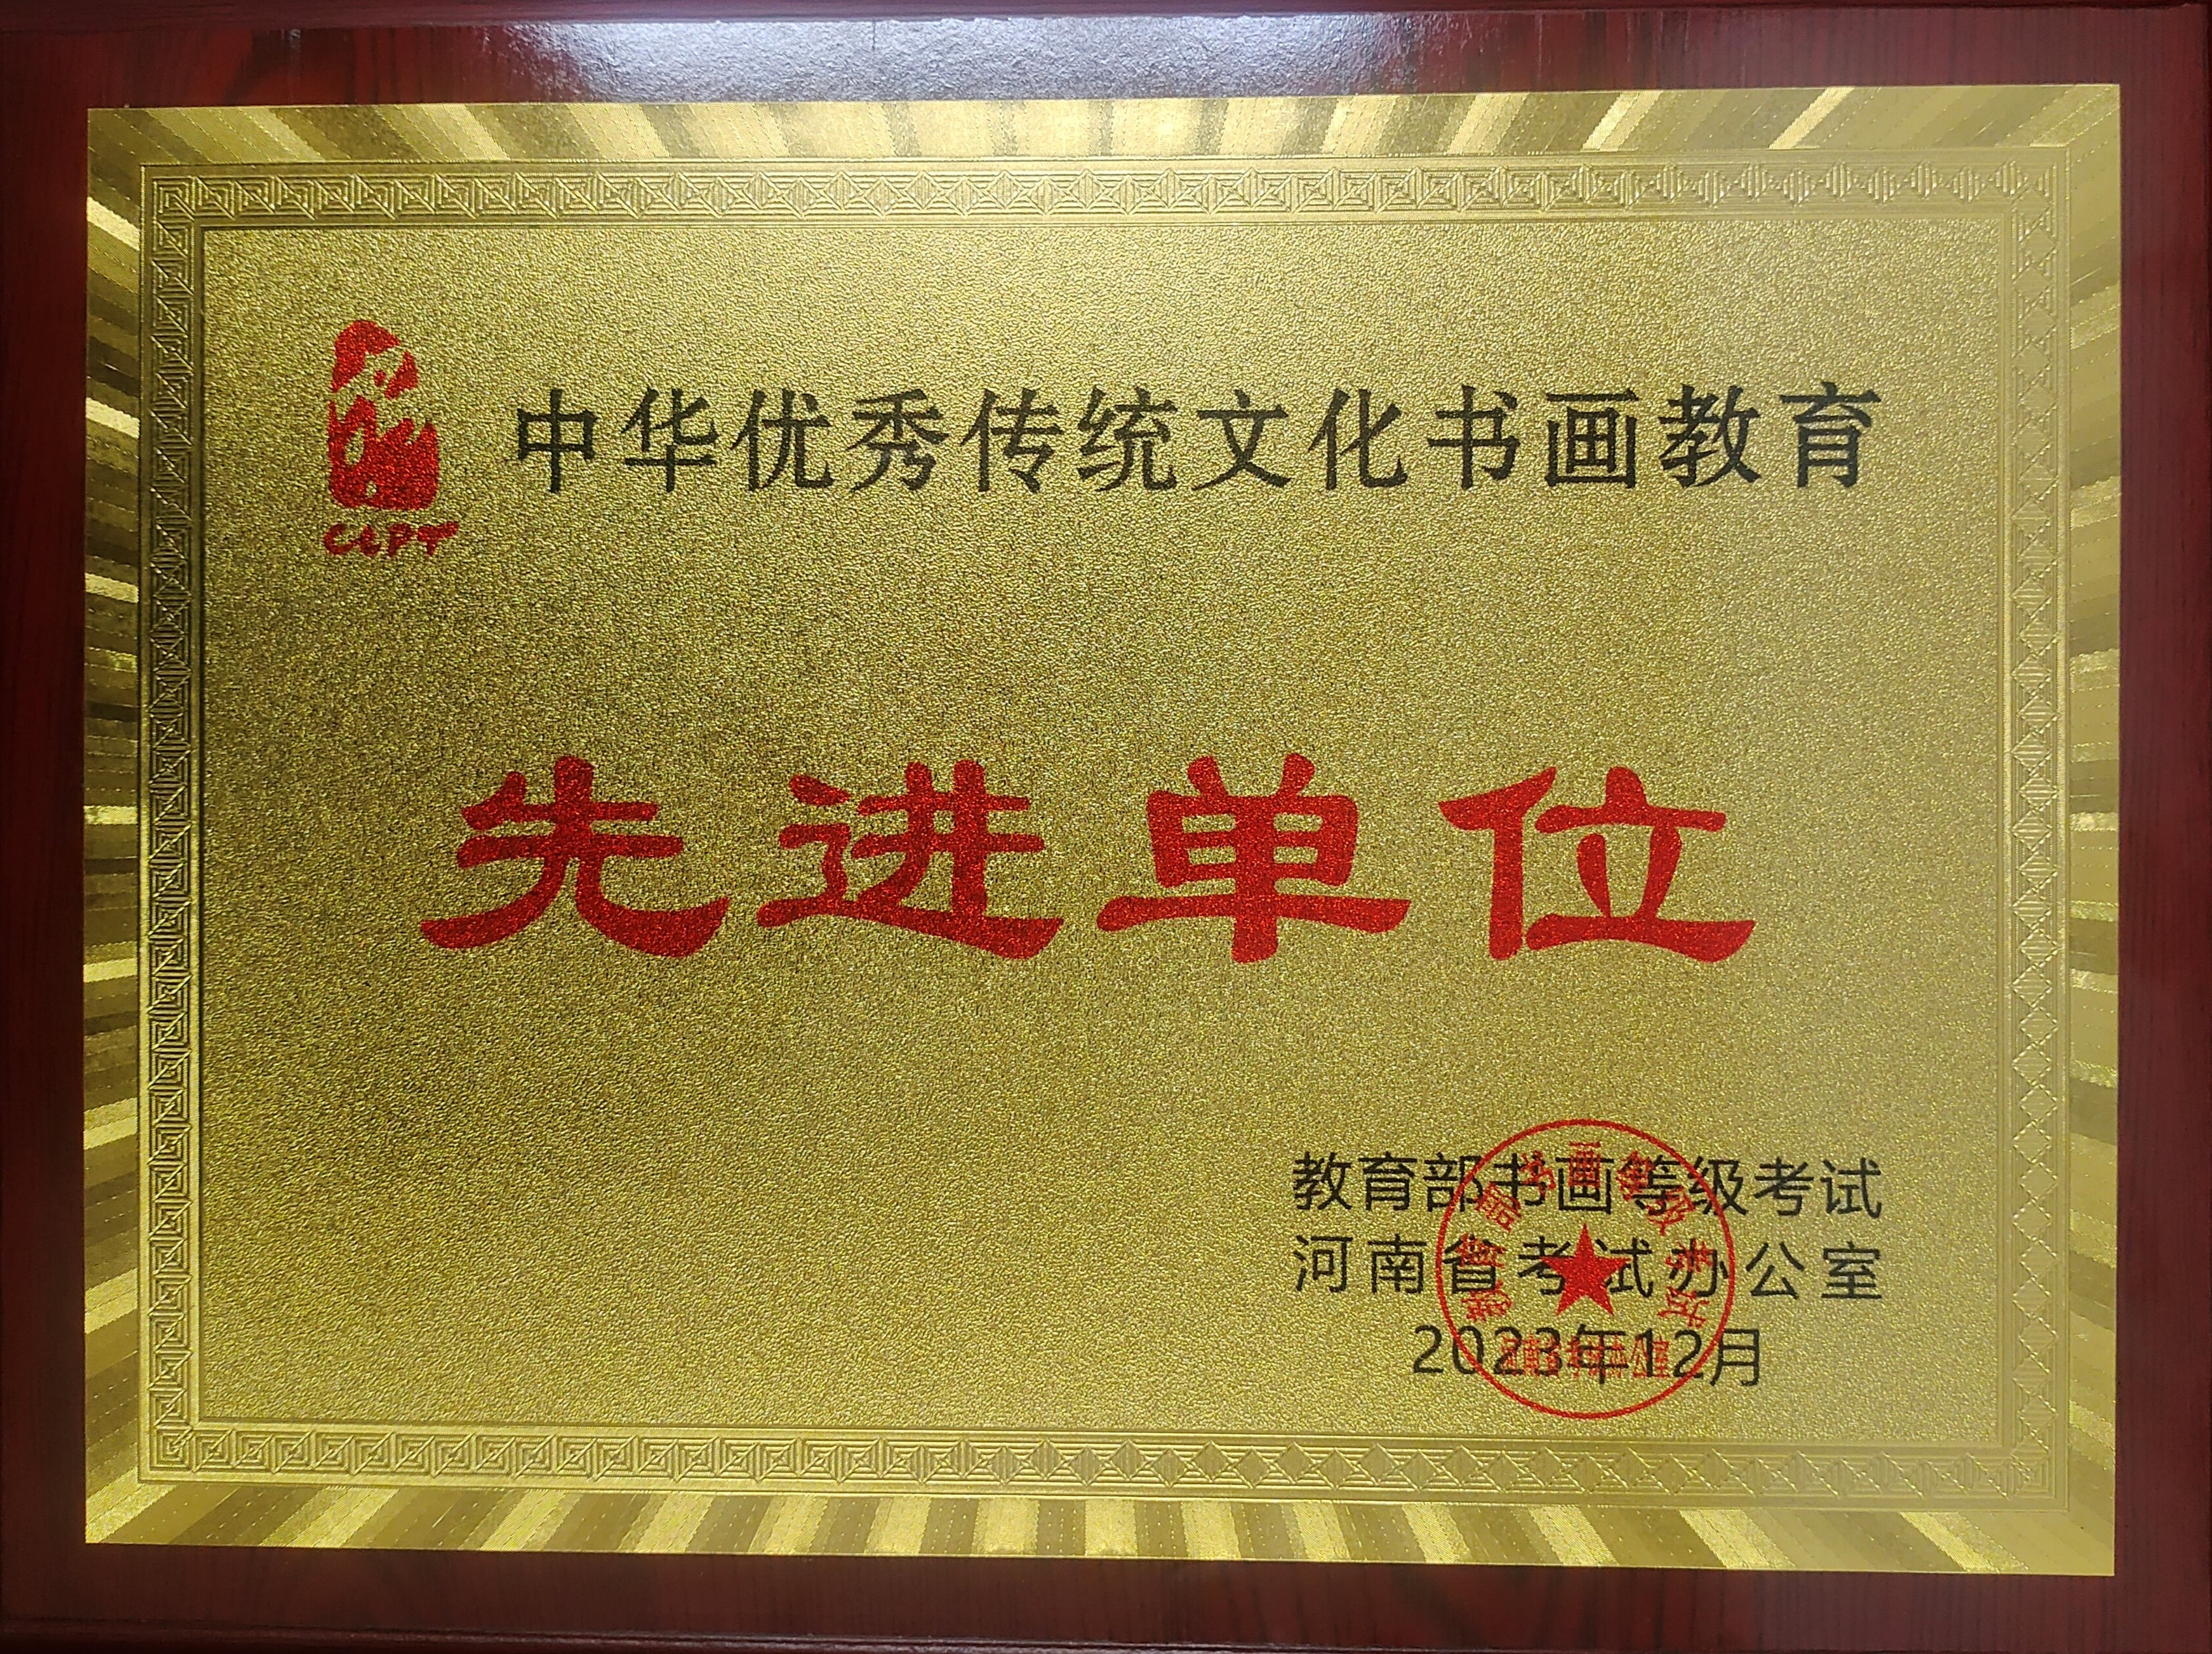 中华优秀传统文化书画教育
CCPT
先进单位
教育部书画等级考试
河南省考试办公室
2023年12月